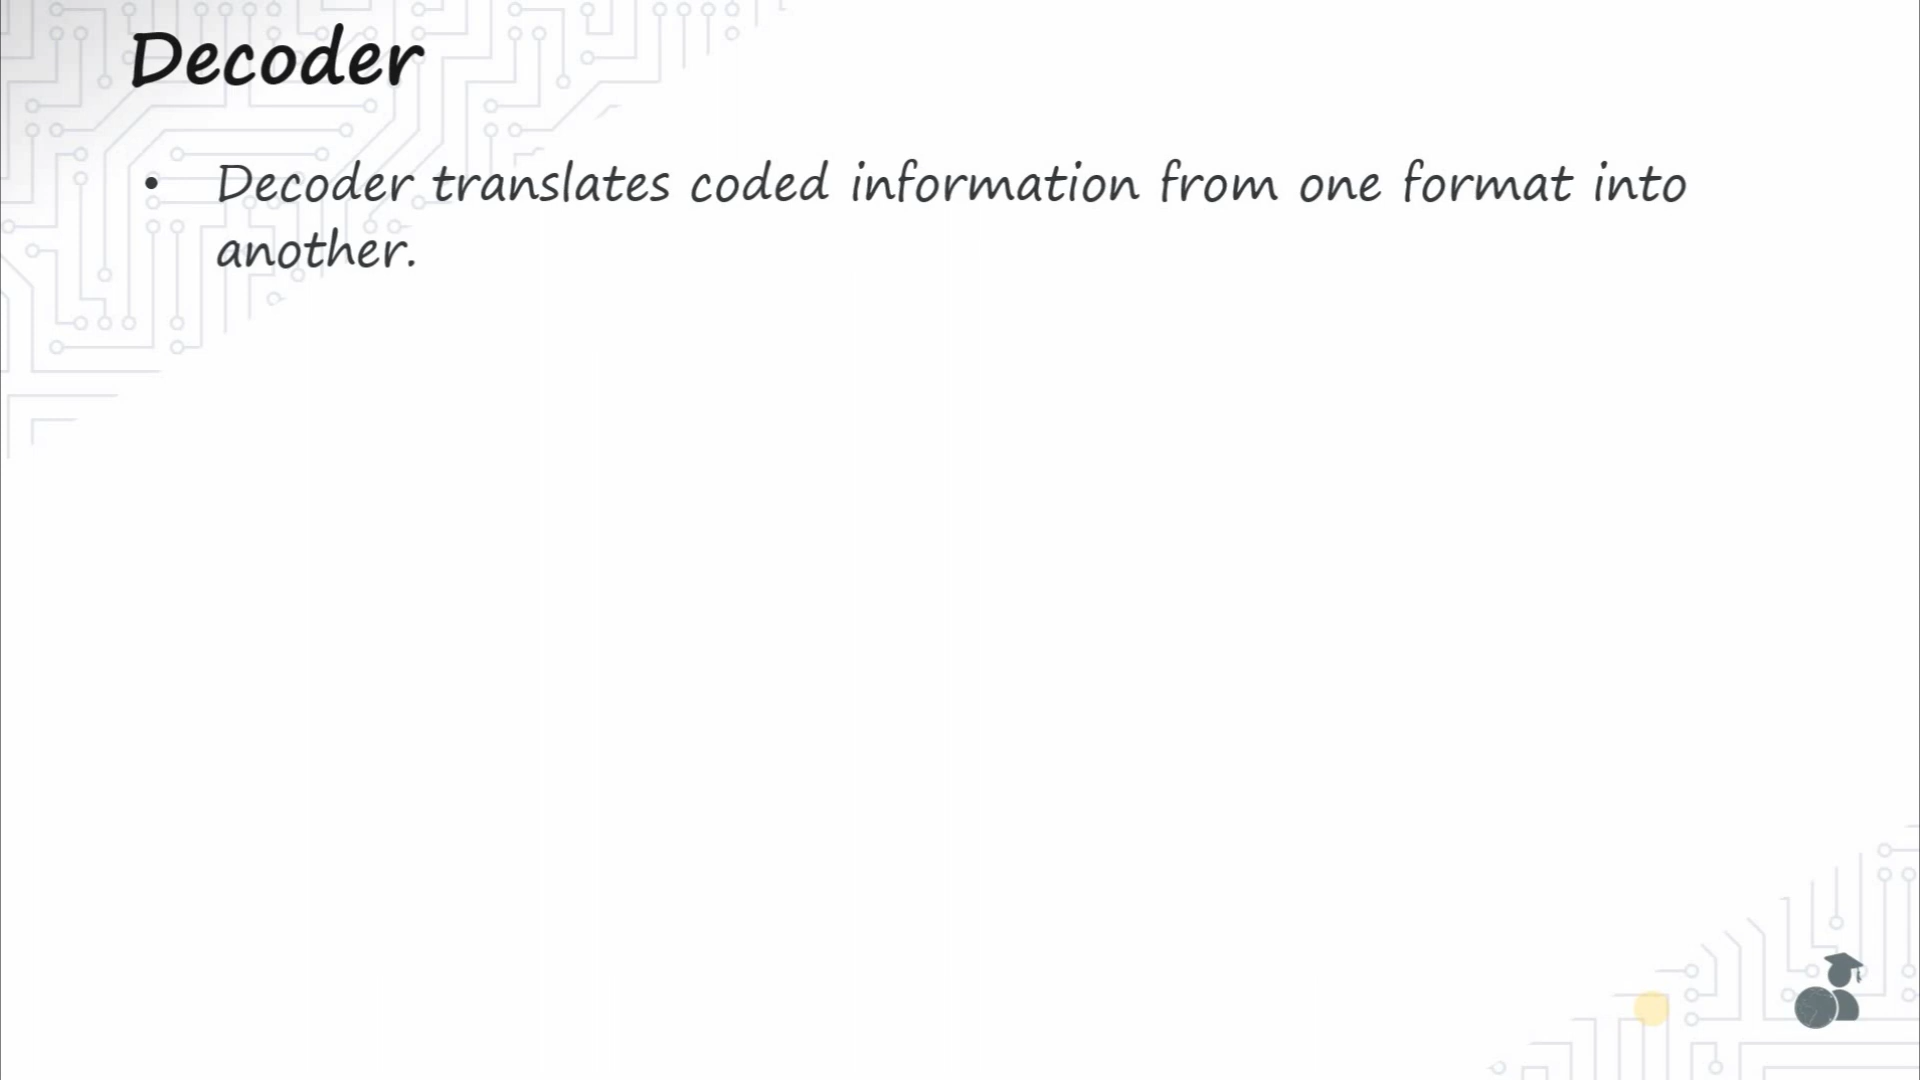 Decoder
• Decoder translates coded information from one format into
another.